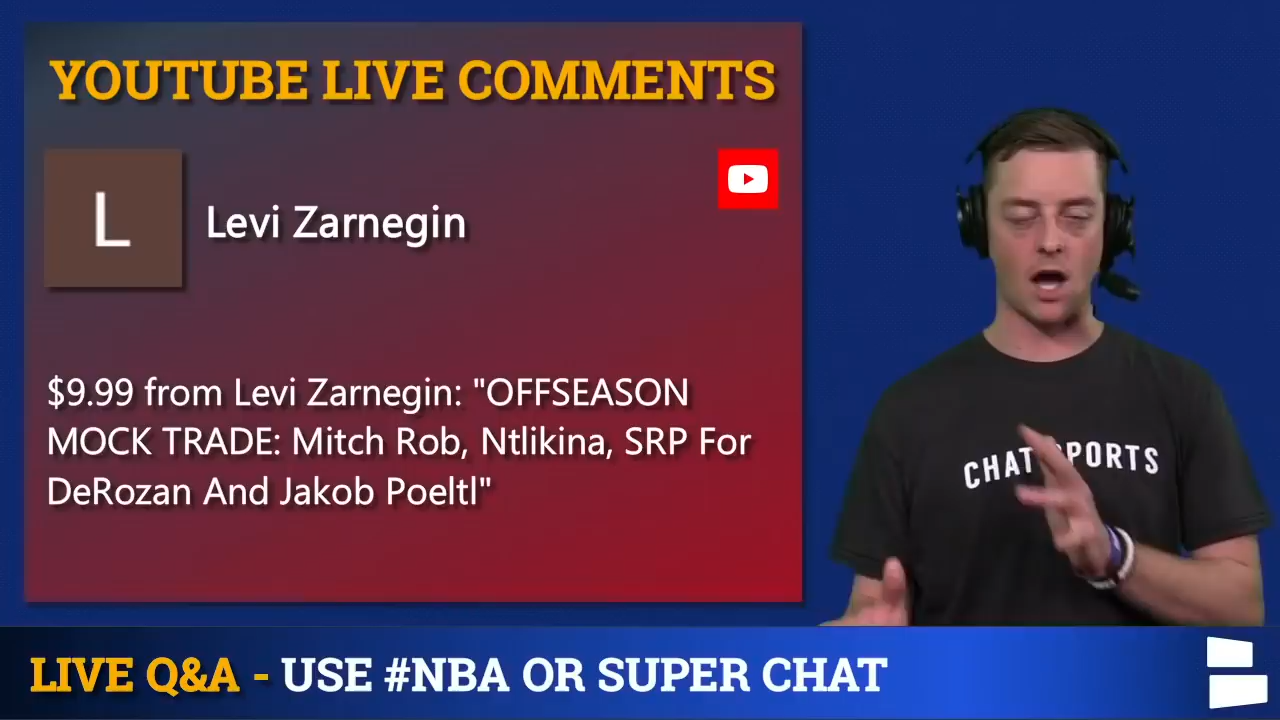 YOUTUBE LIVE COMMENTS
L
Levi Zarnegin
$9.99 from Levi Zarnegin: "OFFSEASON
MOCK TRADE: Mitch Rob, Ntlikina, SRP For
DeRozan And Jakob Poeltl"
CHAT SPORTS
LIVE Q&A - USE #NBA OR SUPER CHAT